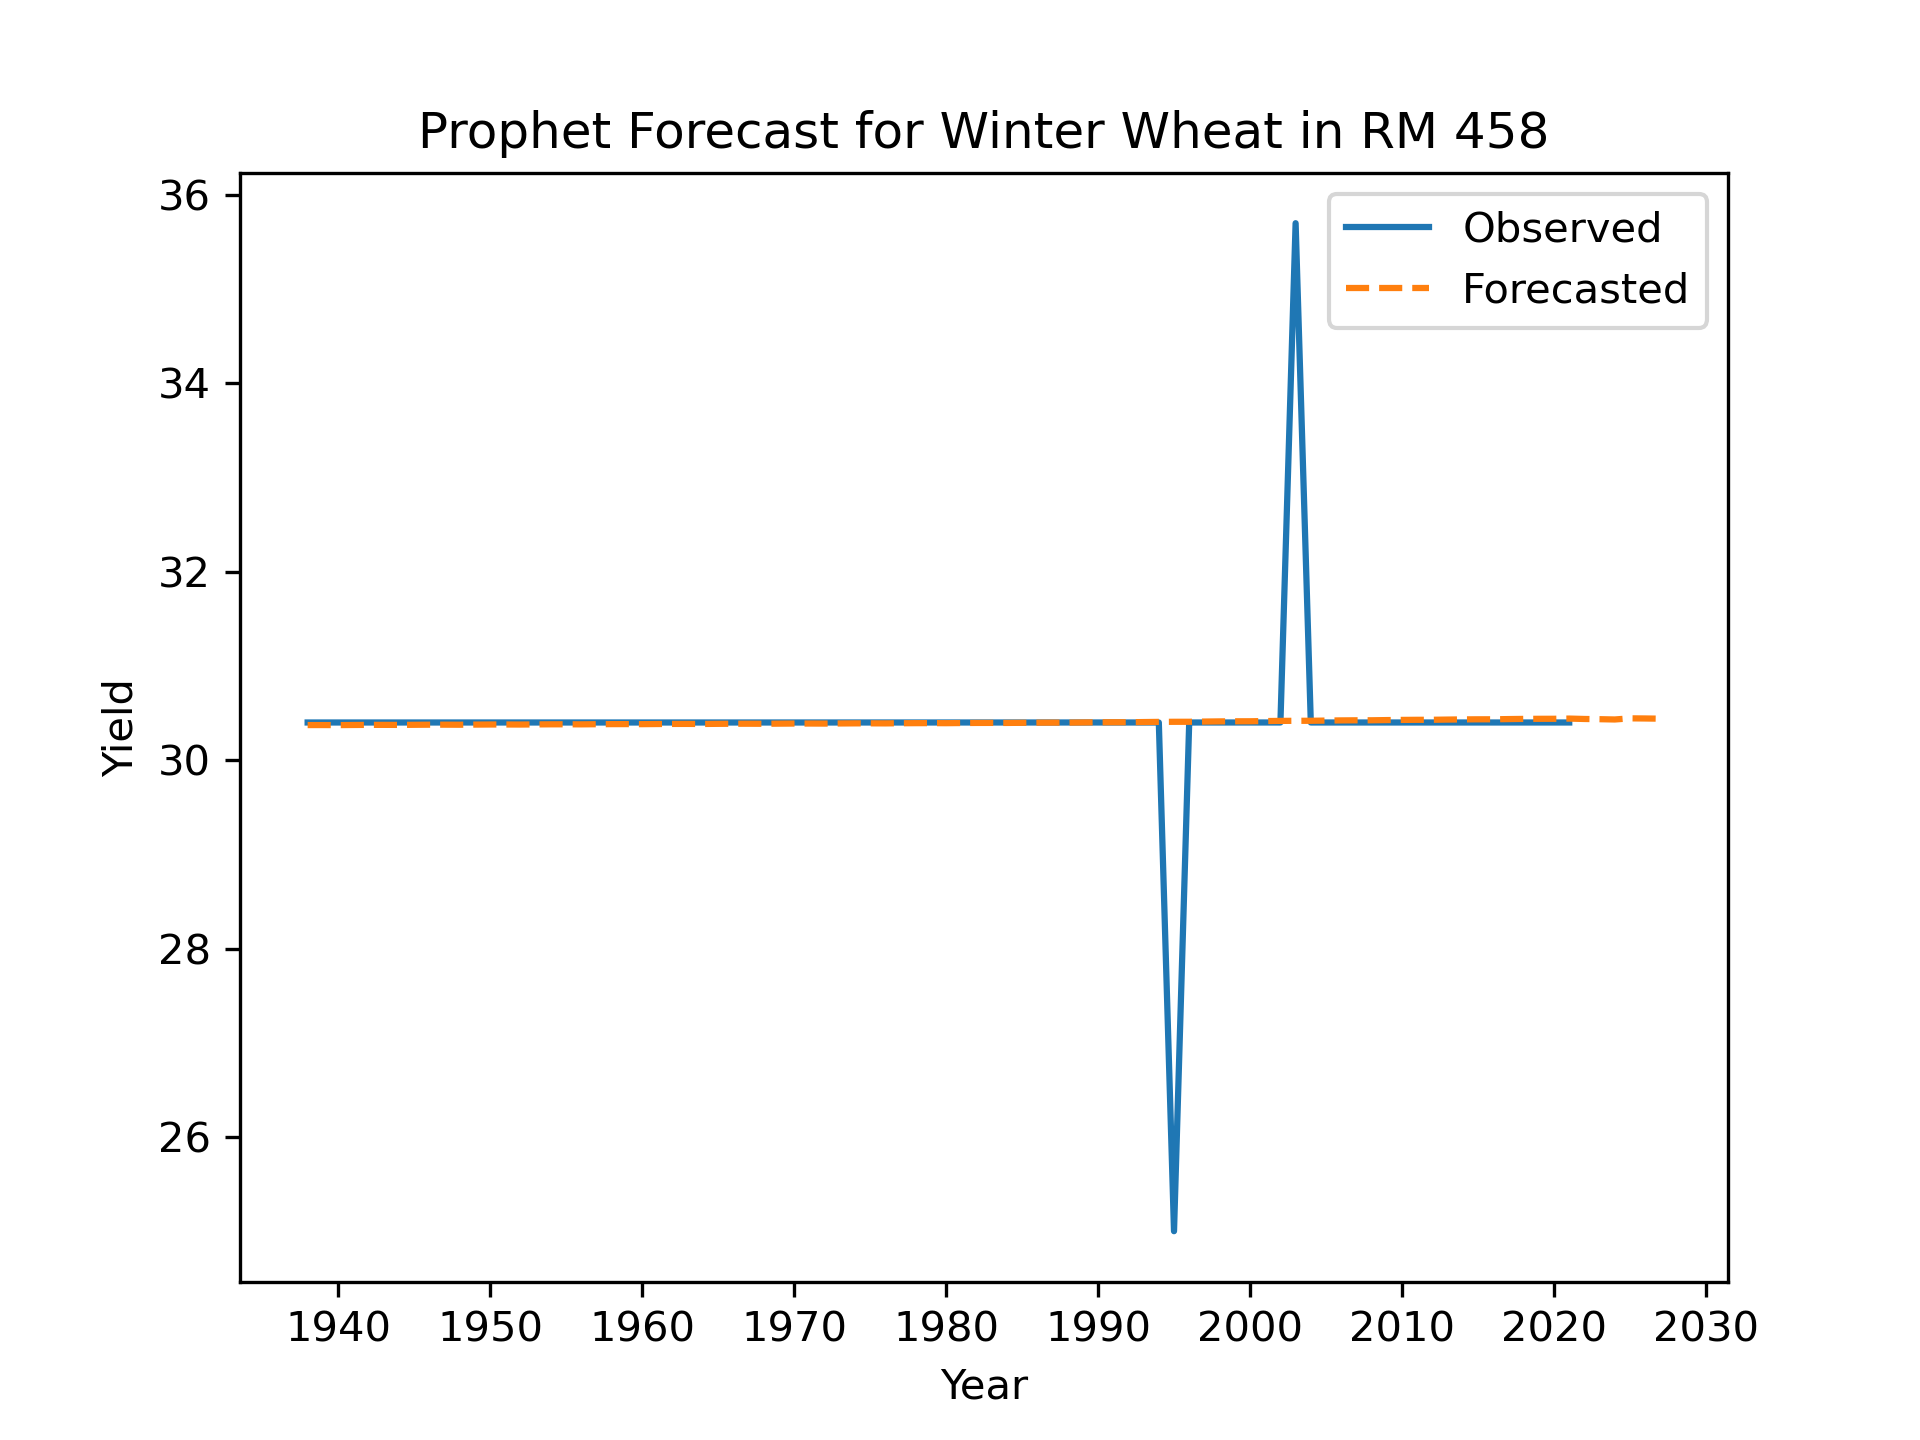 Prophet Forecast for Winter Wheat in RM 458
Observed
Forecasted
36
34
32
30
28
26
Yield
1940 1950 1960 1970 1980 1990 2000 2010 2020 2030
Year